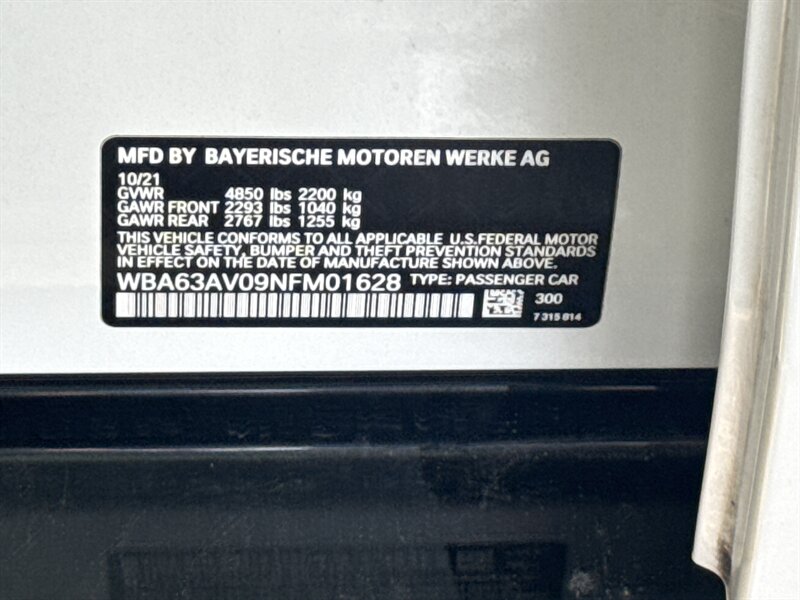 MFD BY BAYERISCHE MOTOREN WERKE AG
10/21
GVWR 4850 lbs 2200 kg
GAWR FRONT 2293 lbs 1040 kg
GAWR REAR 2767 lbs 1255 kg
THIS VEHICLE CONFORMS TO ALL APPLICABLE U.S.FEDERAL MOTOR
VEHICLE SAFETY, BUMPER AND THEFT PREVENTION STANDARDS
IN EFFECT ON THE DATE OF MANUFACTURE SHOWN ABOVE.
WBA63AV09NFM01628 TYPE: PASSENGER CAR
300
7 315 814